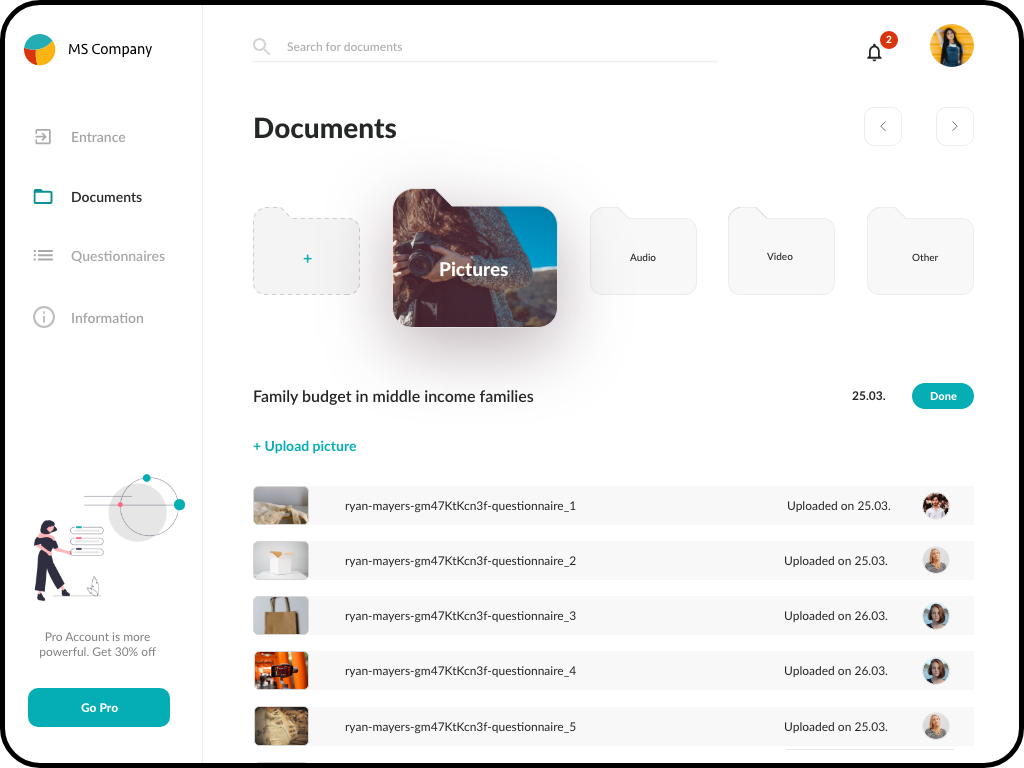 MS Company
Search for documents
2
Entrance
Documents
Questionnaires
Information
Pro Account is more
powerful. Get 30% off
Go Pro
Documents
+
Pictures
Audio
Video
Other
Family budget in middle income families
25.03.
Done
+ Upload picture
ryan-mayers-gm47KtKcn3f-questionnaire_1
Uploaded on 25.03.
ryan-mayers-gm47KtKcn3f-questionnaire_2
Uploaded on 25.03.
ryan-mayers-gm47KtKcn3f-questionnaire_3
Uploaded on 26.03.
ryan-mayers-gm47KtKcn3f-questionnaire_4
Uploaded on 26.03.
ryan-mayers-gm47KtKcn3f-questionnaire_5
Uploaded on 25.03.